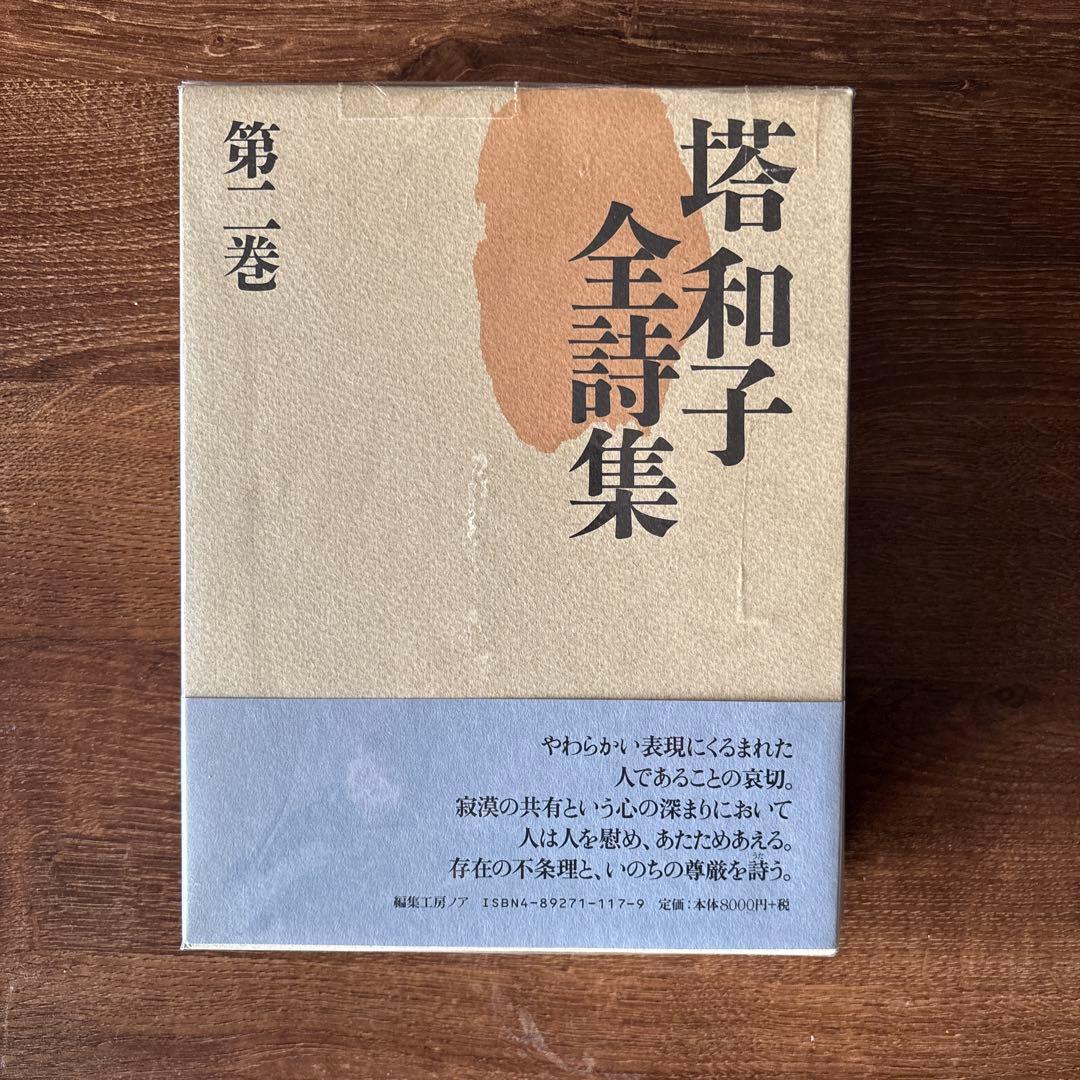 塔和子
全詩集
第二巻
やわらかい表現にくるまれた
人であることの哀切。
寂漠の共有という心の深まりにおいて
人は人を慰め、あたためあえる。
存在の不条理と、いのちの尊厳を詩う。
うた
編集工房ノア ISBN4-89271-117-9 定価：本体8000円+税